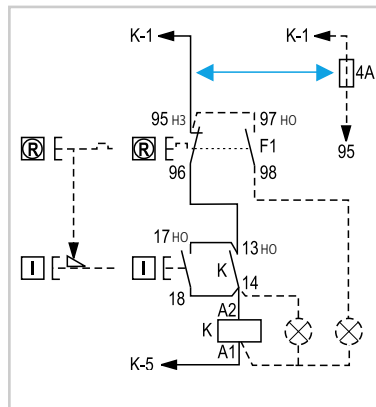 K-1 K-1
4A
95 НЗ 97 НО 95
R R F1
96 98
17 НО 13 НО
I I K
18 14
A2
K
A1
K-5